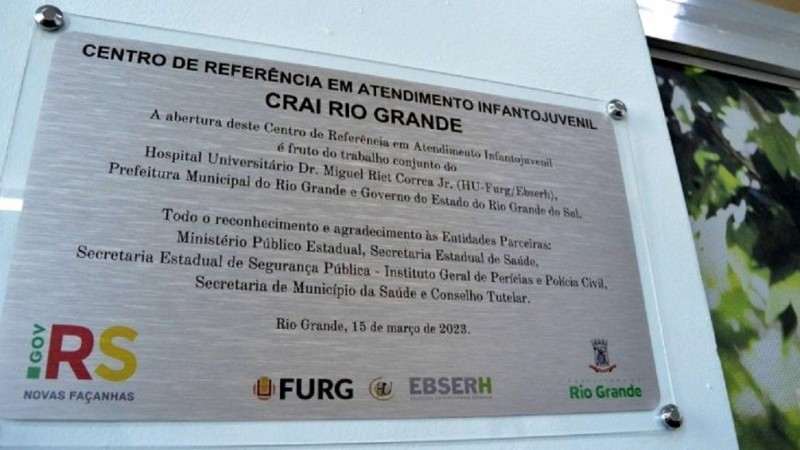 CENTRO DE REFERÊNCIA EM ATENDIMENTO INFANTOJUVENIL
CRAI RIO GRANDE
A abertura deste Centro de Referência em Atendimento Infantojuvenil
é fruto do trabalho conjunto do
Hospital Universitário Dr. Miguel Riet Correa Jr. (HU-Furg/Ebserh),
Prefeitura Municipal do Rio Grande e Governo do Estado do Rio Grande do Sul.
Todo o reconhecimento e agradecimento às Entidades Parceiras:
Ministério Público Estadual, Secretaria Estadual de Saúde,
Secretaria Estadual de Segurança Pública - Instituto Geral de Perícias e Polícia Civil,
Secretaria de Município da Saúde e Conselho Tutelar.
Rio Grande, 15 de março de 2023.
GOV RS
NOVAS FAÇANHAS
FURG
HU
EBSERH
Rio Grande